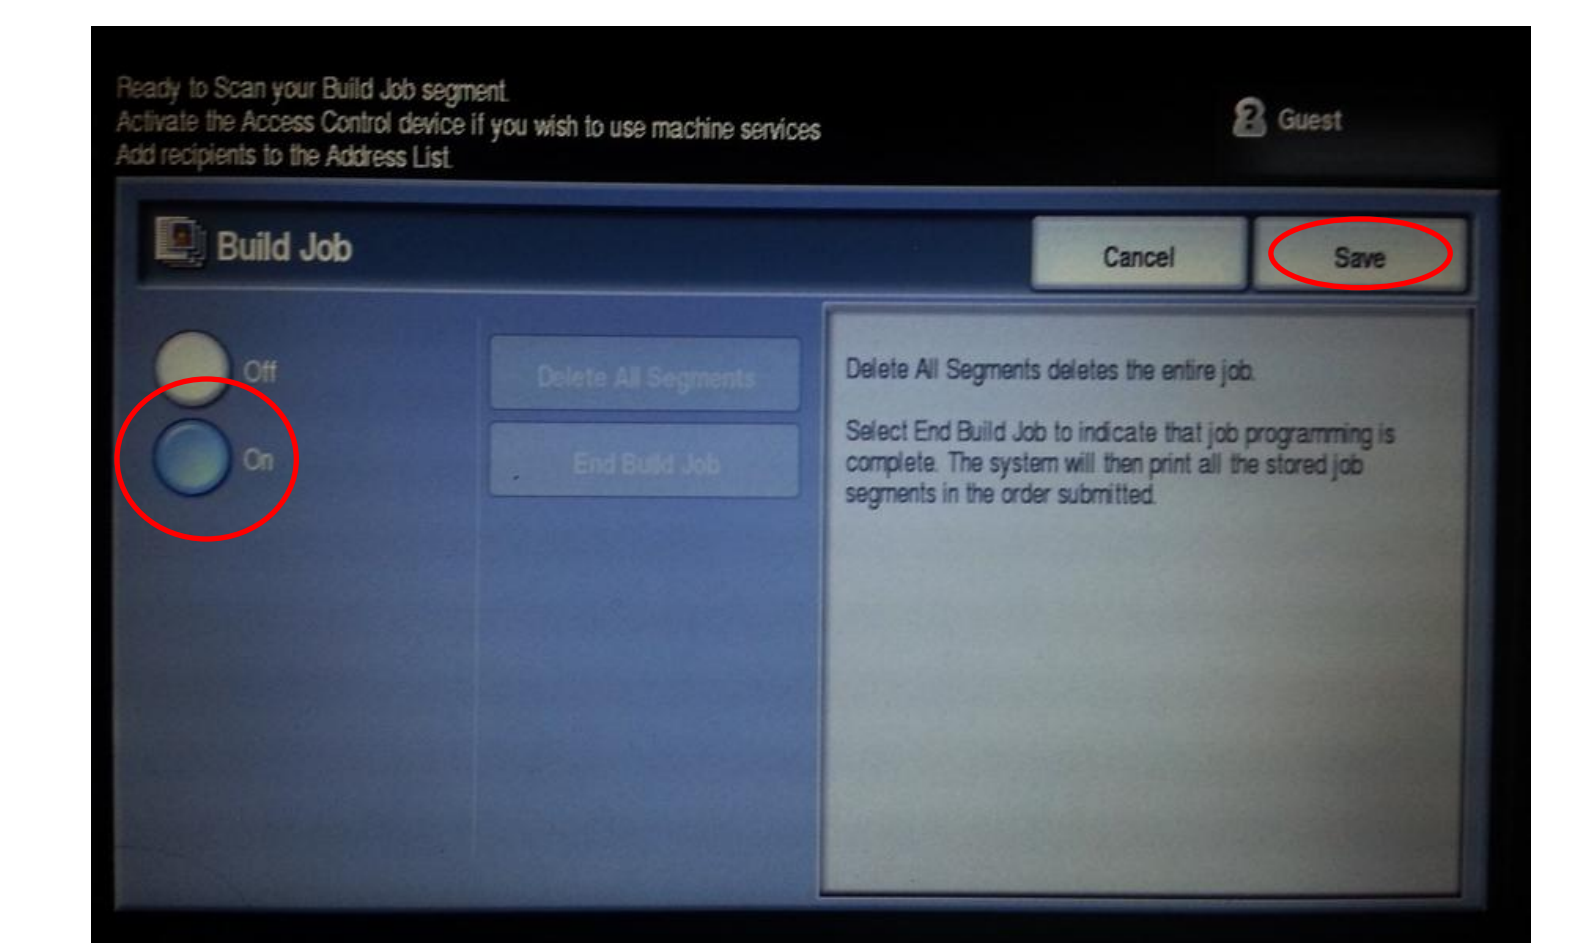 Ready to Scan your Build Job segment.
Activate the Access Control device if you wish to use machine services
Add recipients to the Address List.
Guest
Build Job
Cancel
Save
Off
On
Delete All Segments
End Build Job
Delete All Segments deletes the entire job.
Select End Build Job to indicate that job programming is
complete. The system will then print all the stored job
segments in the order submitted.